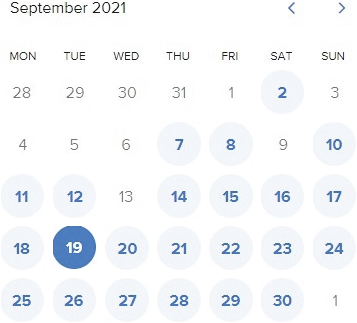 September 2021
MON TUE WED THU FRI SAT SUN
28 29 30 31 1 2 3
4 5 6 7 8 9 10
11 12 13 14 15 16 17
18 19 20 21 22 23 24
25 26 27 28 29 30 1